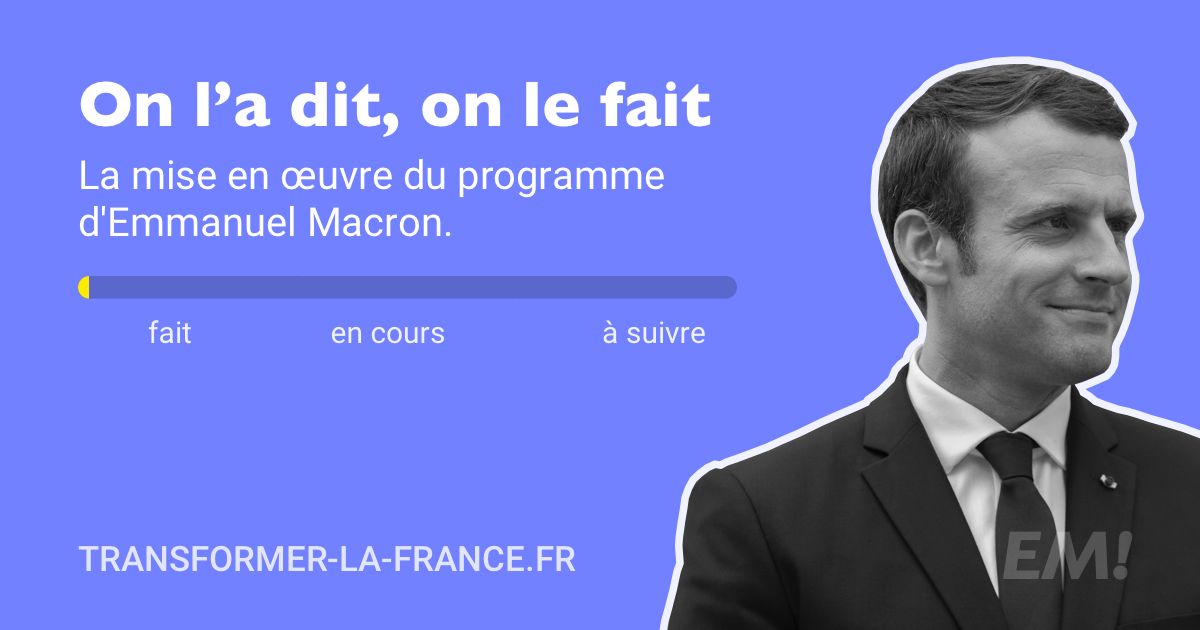 On l’a dit, on le fait
La mise en œuvre du programme
d'Emmanuel Macron.
fait en cours à suivre
TRANSFORMER-LA-FRANCE.FR
EM!